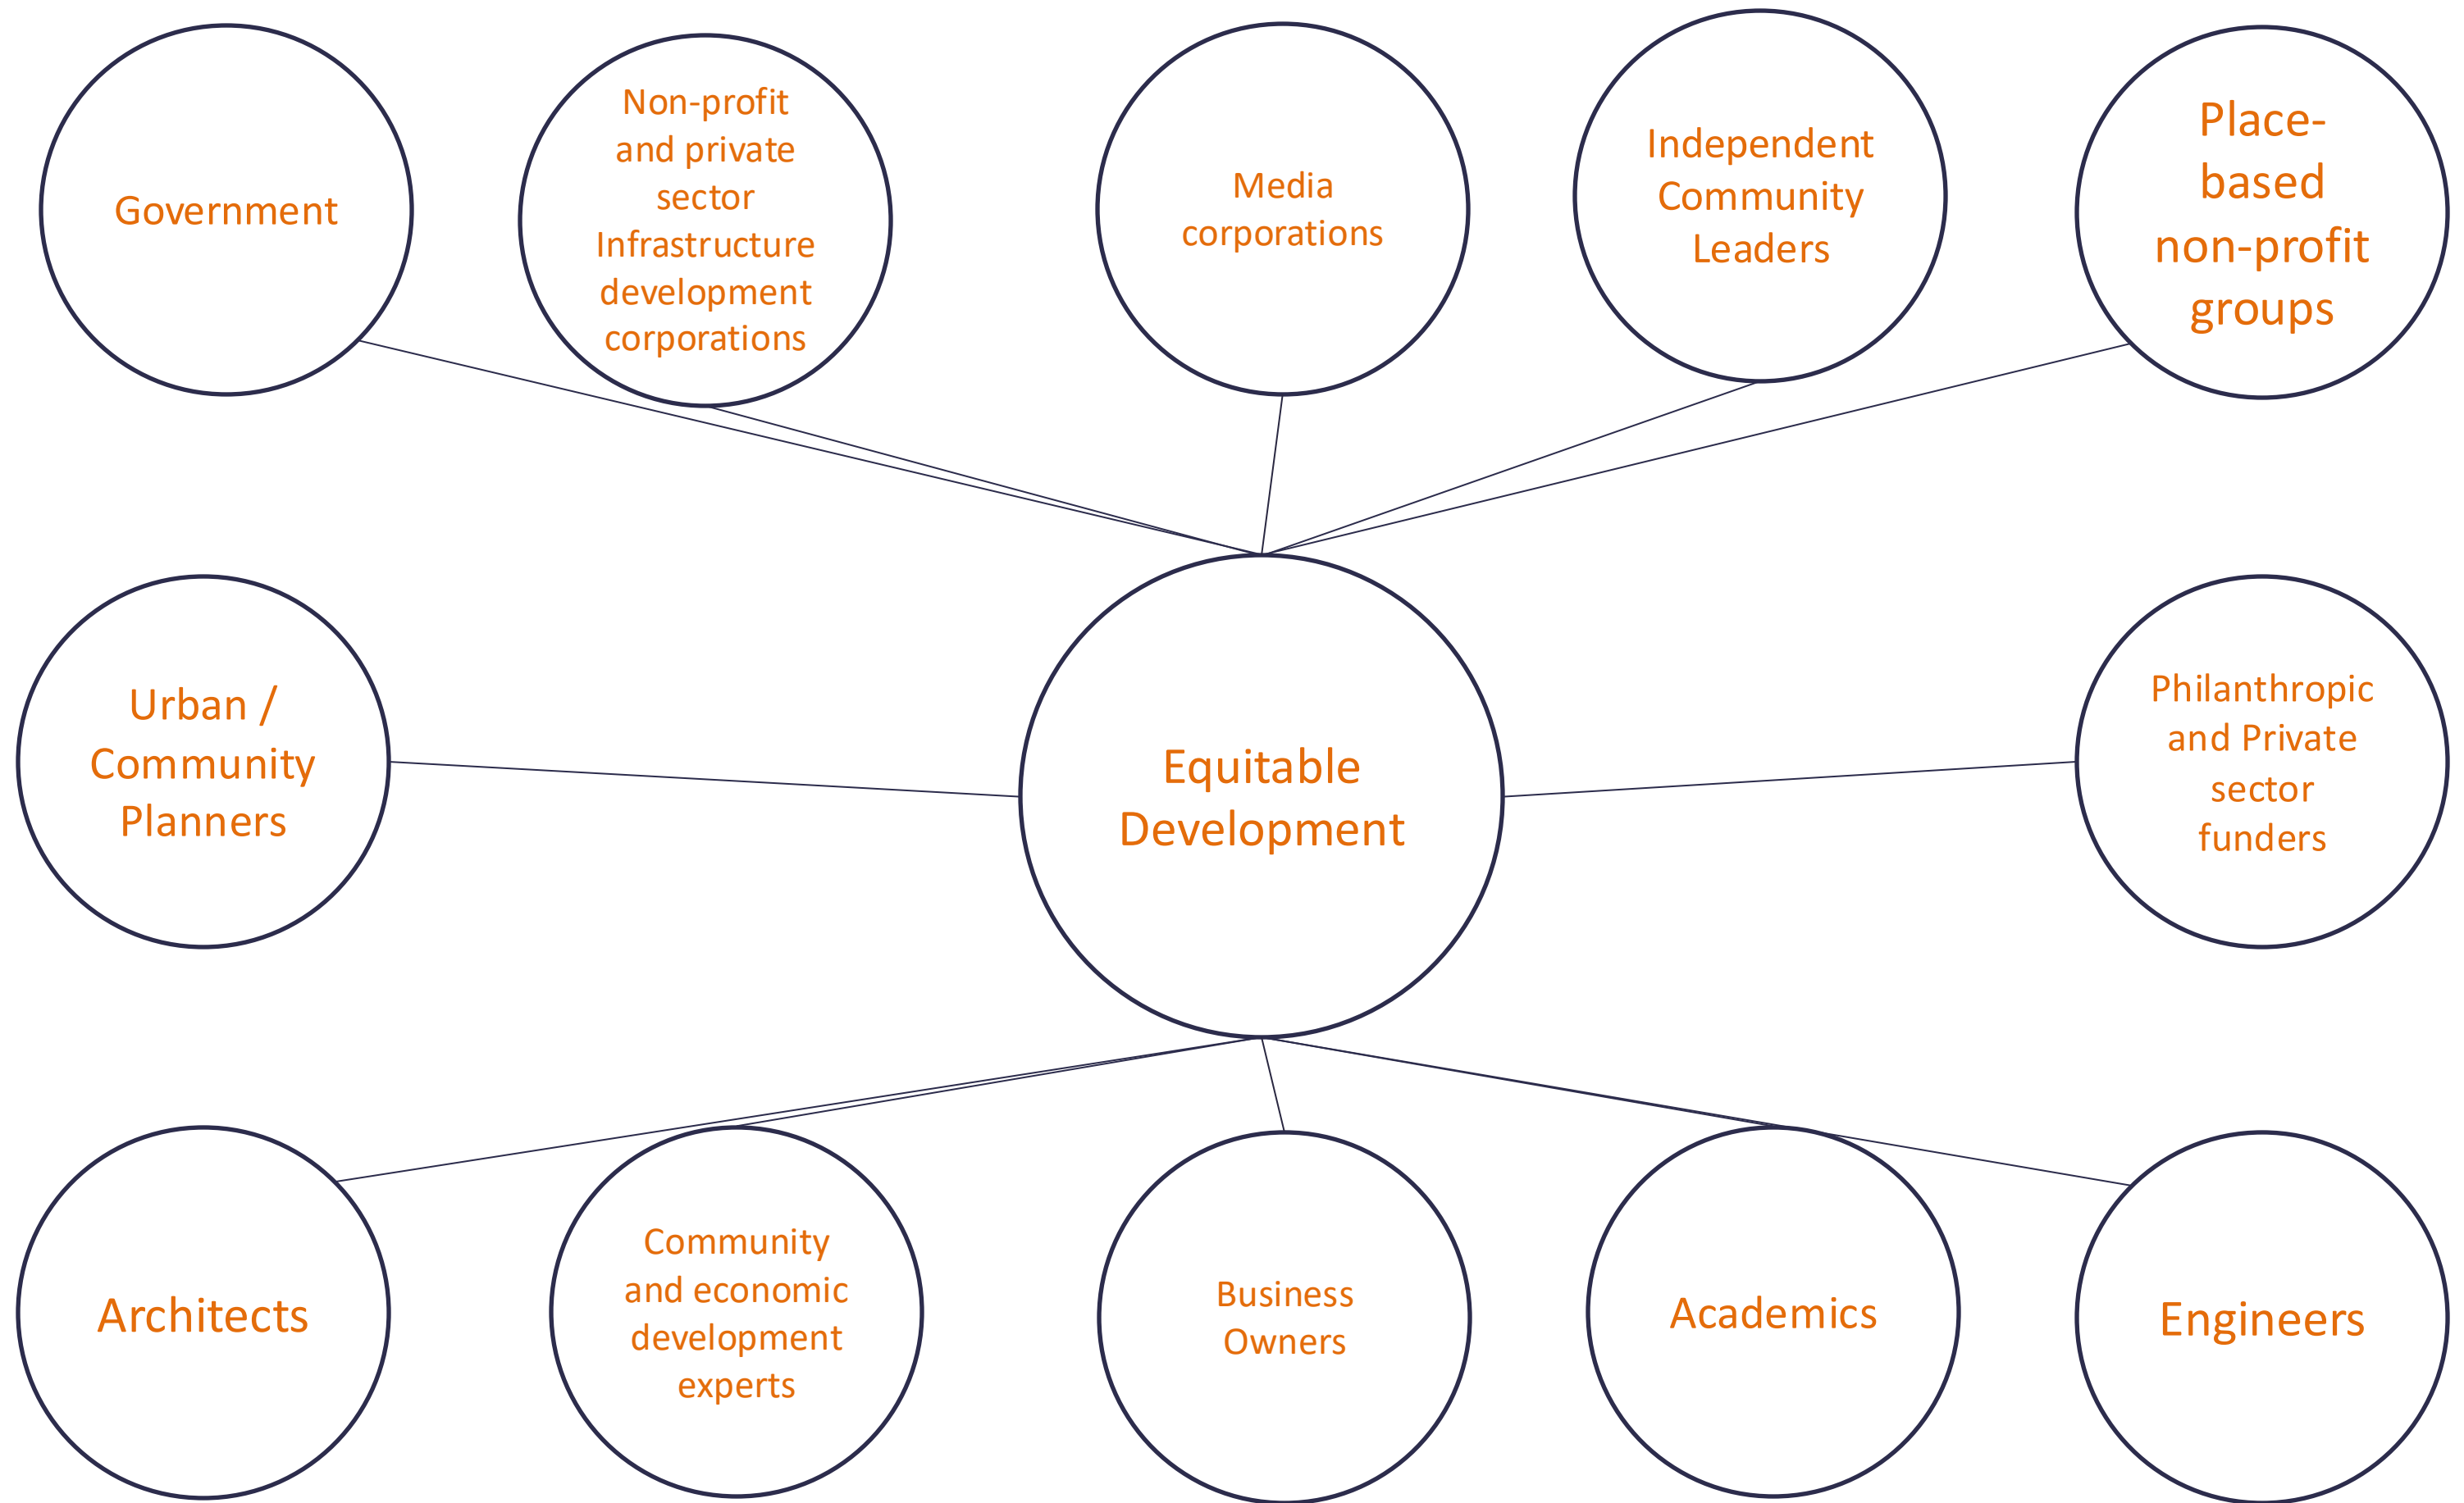 Government
Non-profit
and private
sector
Infrastructure
development
corporations
Media
corporations
Independent
Community
Leaders
Place-
based
non-profit
groups
Urban /
Community
Planners
Equitable
Development
Philanthropic
and Private
sector
funders
Architects
Community
and economic
development
experts
Business
Owners
Academics
Engineers